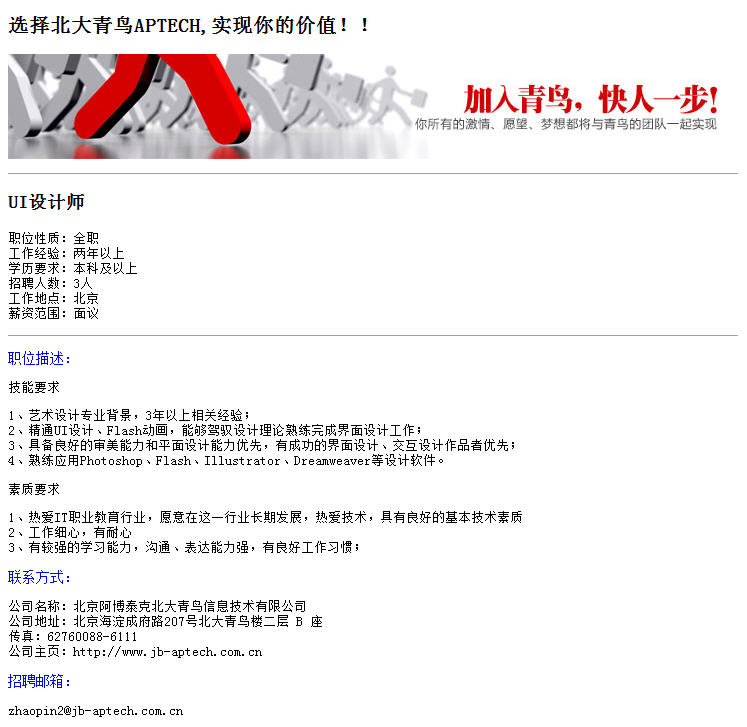 选择北大青鸟APTECH,实现你的价值！！
加入青鸟，快人一步！
你所有的激情、愿望、梦想都将与青鸟的团队一起实现
UI设计师
职位性质：全职
工作经验：两年以上
学历要求：本科及以上
招聘人数：3人
工作地点：北京
薪资范围：面议
职位描述：
技能要求
1、艺术设计专业背景，3年以上相关经验；
2、精通UI设计、Flash动画，能够驾驭设计理论熟练完成界面设计工作；
3、具备良好的审美能力和平面设计能力优先，有成功的界面设计、交互设计作品者优先；
4、熟练应用Photoshop、Flash、Illustrator、Dreamweaver等设计软件。
素质要求
1、热爱IT职业教育行业，愿意在这一行业长期发展，热爱技术，具有良好的基本技术素质
2、工作细心，有耐心
3、有较强的学习能力，沟通、表达能力强，有良好工作习惯；
联系方式：
公司名称：北京阿博泰克北大青鸟信息技术有限公司
公司地址：北京海淀成府路207号北大青鸟楼二层 B 座
传真：62760088-6111
公司主页：http://www.jb-aptech.com.cn
招聘邮箱：
zhaopin2@jb-aptech.com.cn